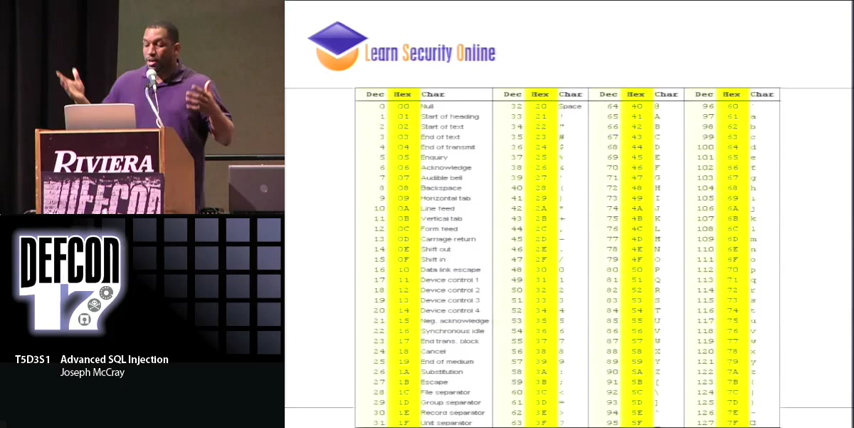 RIVIERA
DEFCON
DEFCON
17
T5D3S1 Advanced SQL Injection
Joseph McCray
Learn Security Online
Dec Hex Char Dec Hex Char Dec Hex Char Dec Hex Char
0 00 Null 32 20 Space 64 40 @ 96 60
1 01 Start of heading 33 21 ! 65 41 A 97 61 a
2 02 Start of text 34 22 " 66 42 B 98 62 b
3 03 End of text 35 23 # 67 43 C 99 63 c
4 04 End of transmit 36 24 $ 68 44 D 100 64 d
5 05 Enquiry 37 25 % 69 45 E 101 65 e
6 06 Acknowledge 38 26 & 70 46 F 102 66 f
7 07 Audible bell 39 27 ' 71 47 G 103 67 g
8 08 Backspace 40 28 ( 72 48 H 104 68 h
9 09 Horizontal tab 41 29 ) 73 49 I 105 69 i
10 0A Line feed 42 2A * 74 4A J 106 6A j
11 0B Vertical tab 43 2B + 75 4B K 107 6B k
12 0C Form feed 44 2C , 76 4C L 108 6C l
13 0D Carriage return 45 2D - 77 4D M 109 6D m
14 0E Shift out 46 2E . 78 4E N 110 6E n
15 0F Shift in 47 2F / 79 4F O 111 6F o
16 10 Data link escape 48 30 0 80 50 P 112 70 p
17 11 Device control 1 49 31 1 81 51 Q 113 71 q
18 12 Device control 2 50 32 2 82 52 R 114 72 r
19 13 Device control 3 51 33 3 83 53 S 115 73 s
20 14 Device control 4 52 34 4 84 54 T 116 74 t
21 15 Neg. acknowledge 53 35 5 85 55 U 117 75 u
22 16 Synchronous idle 54 36 6 86 56 V 118 76 v
23 17 End trans. block 55 37 7 87 57 W 119 77 w
24 18 Cancel 56 38 8 88 58 X 120 78 x
25 19 End of medium 57 39 9 89 59 Y 121 79 y
26 1A Substitution 58 3A : 90 5A Z 122 7A z
27 1B Escape 59 3B ; 91 5B [ 123 7B {
28 1C File separator 60 3C < 92 5C \ 124 7C |
29 1D Group separator 61 3D = 93 5D ] 125 7D }
30 1E Record separator 62 3E > 94 5E ^ 126 7E ~
31 1F Unit separator 63 3F ? 95 5F _ 127 7F □